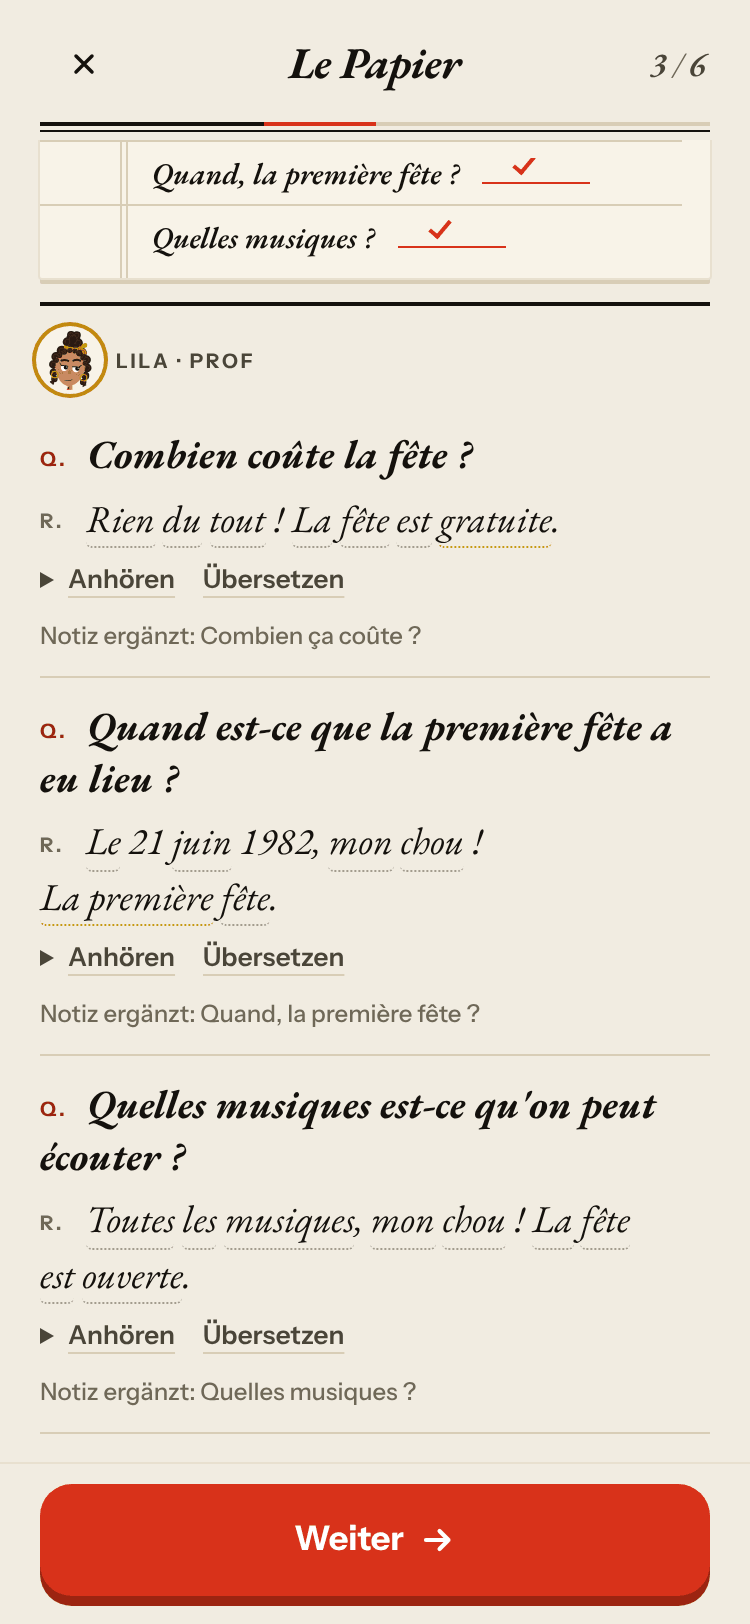 Le Papier
3 / 6
Quand, la première fête ?
Quelles musiques ?
LILA · PROF
Q. Combien coûte la fête ?
R. Rien du tout ! La fête est gratuite.
Anhören Übersetzen
Notiz ergänzt: Combien ça coûte ?
Q. Quand est-ce que la première fête a
eu lieu ?
R. Le 21 juin 1982, mon chou !
La première fête.
Anhören Übersetzen
Notiz ergänzt: Quand, la première fête ?
Q. Quelles musiques est-ce qu'on peut
écouter ?
R. Toutes les musiques, mon chou ! La fête
est ouverte.
Anhören Übersetzen
Notiz ergänzt: Quelles musiques ?
Weiter →